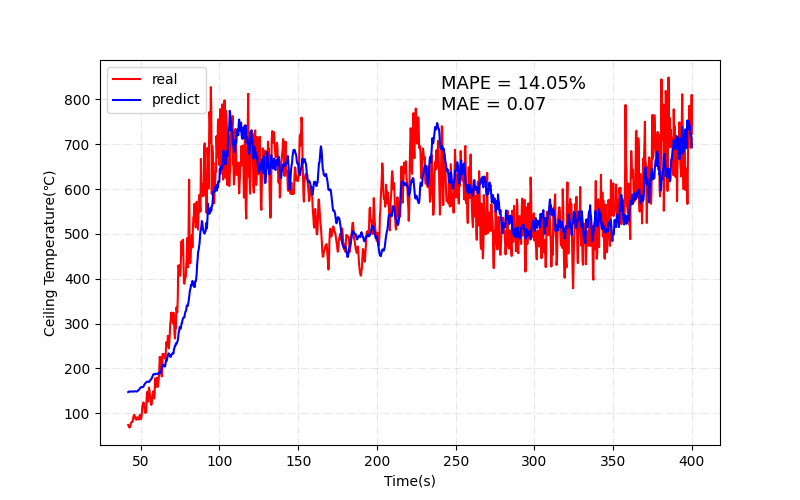 real
predict
MAPE = 14.05%
MAE = 0.07
800
700
600
500
400
300
200
100
Ceiling Temperature(℃)
50
100
150
200
250
300
350
400
Time(s)